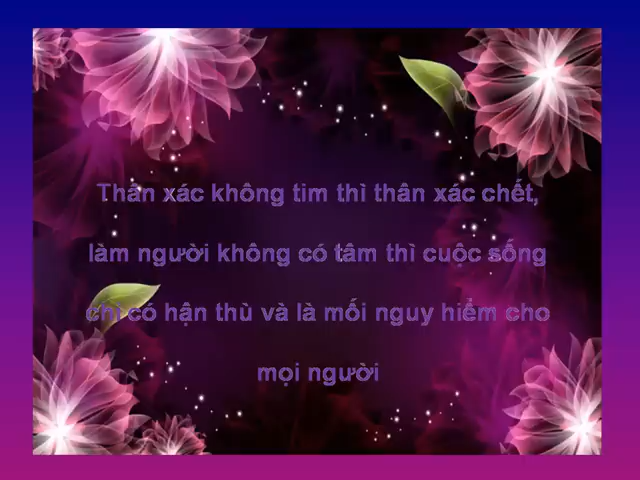 Thân xác không tim thì thân xác chết,
làm người không có tâm thì cuộc sống
chỉ có hận thù và là mối nguy hiểm cho
mọi người